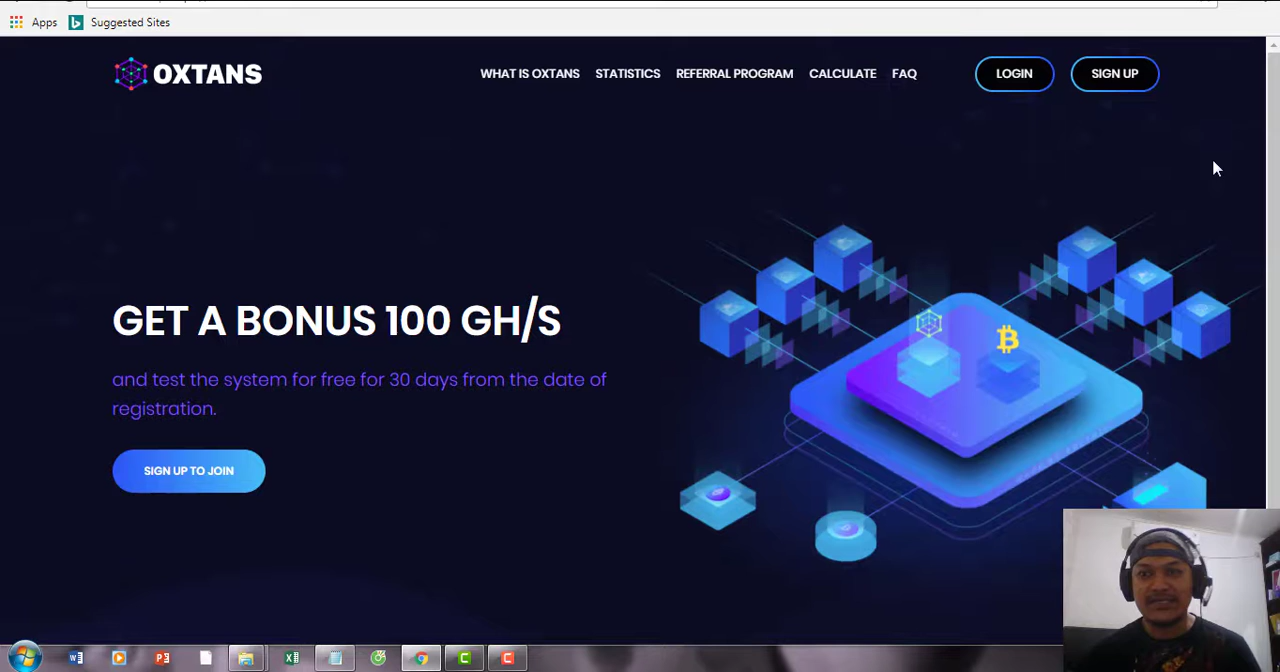 Apps
Suggested Sites
OXTANS
WHAT IS OXTANS
STATISTICS
REFERRAL PROGRAM
CALCULATE
FAQ
LOGIN
SIGN UP
GET A BONUS 100 GH/S
and test the system for free for 30 days from the date of
registration.
SIGN UP TO JOIN